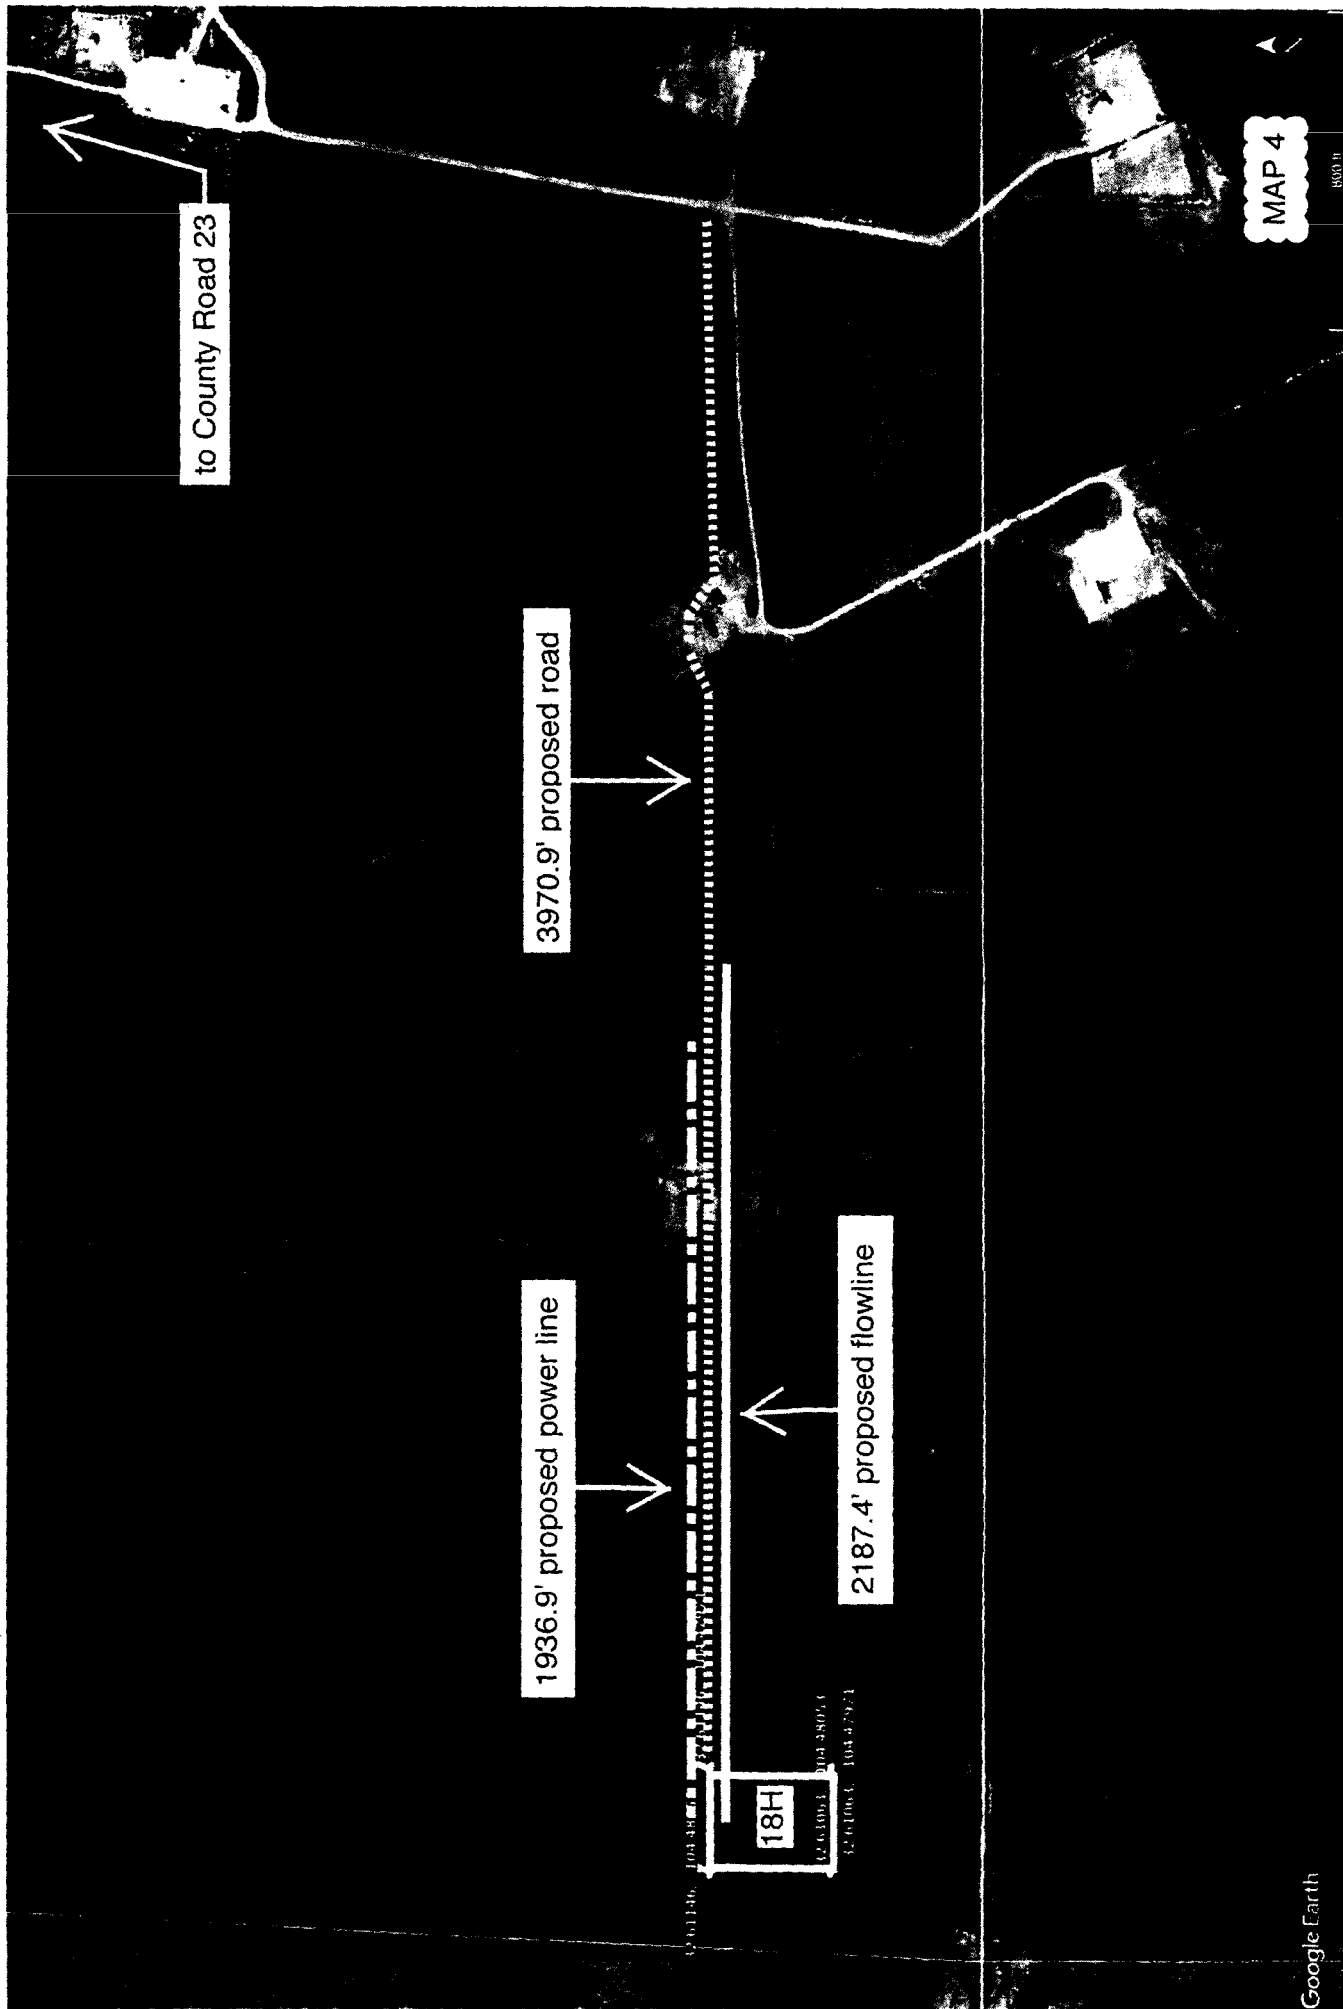 to County Road 23
3970.9' proposed road
1936.9' proposed power line
2187.4' proposed flowline
18H
MAP 4
Google Earth